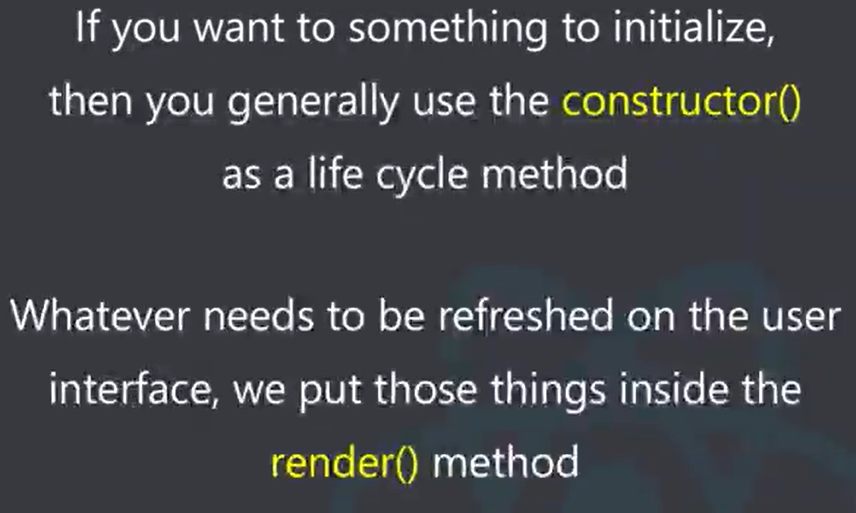 If you want to something to initialize,
then you generally use the constructor()
as a life cycle method
Whatever needs to be refreshed on the user
interface, we put those things inside the
render() method